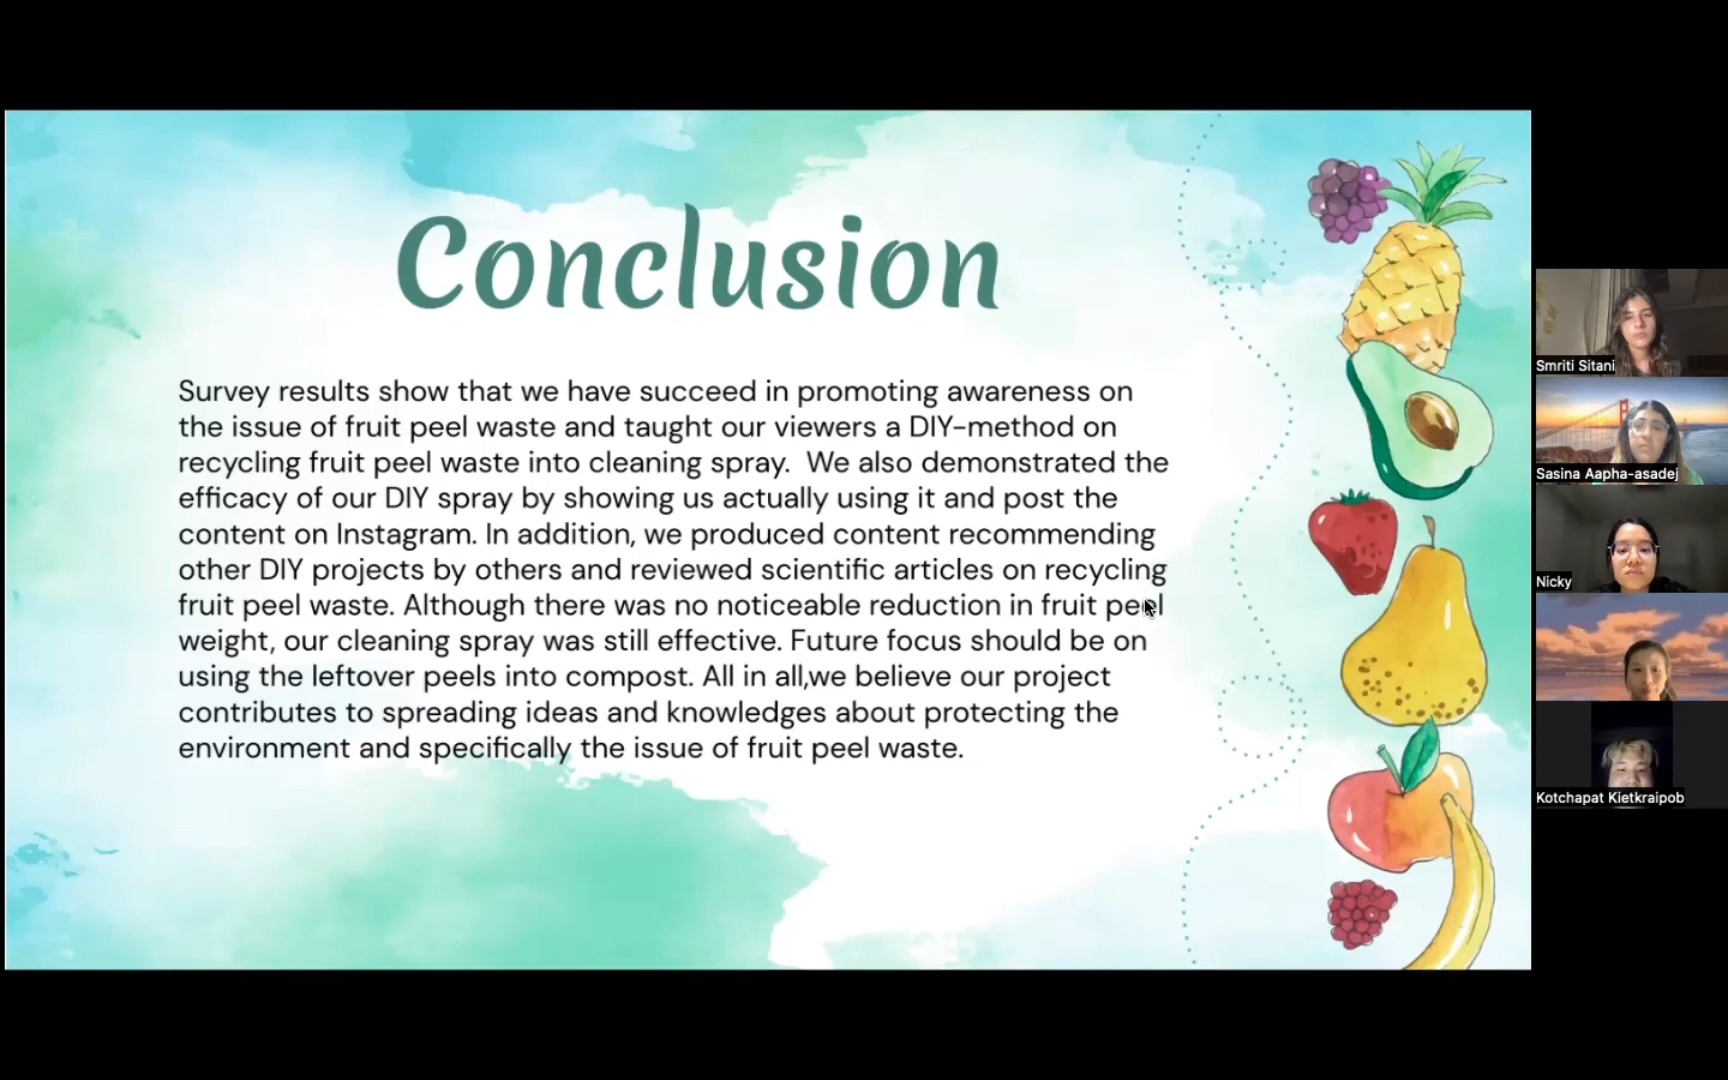 Conclusion
Survey results show that we have succeed in promoting awareness on
the issue of fruit peel waste and taught our viewers a DIY-method on
recycling fruit peel waste into cleaning spray.  We also demonstrated the
efficacy of our DIY spray by showing us actually using it and post the
content on Instagram. In addition, we produced content recommending
other DIY projects by others and reviewed scientific articles on recycling
fruit peel waste. Although there was no noticeable reduction in fruit peel
weight, our cleaning spray was still effective. Future focus should be on
using the leftover peels into compost. All in all,we believe our project
contributes to spreading ideas and knowledges about protecting the
environment and specifically the issue of fruit peel waste.
Smriti Sitani
Sasina Aapha-asadej
Nicky
Kotchapat Kietkraipob